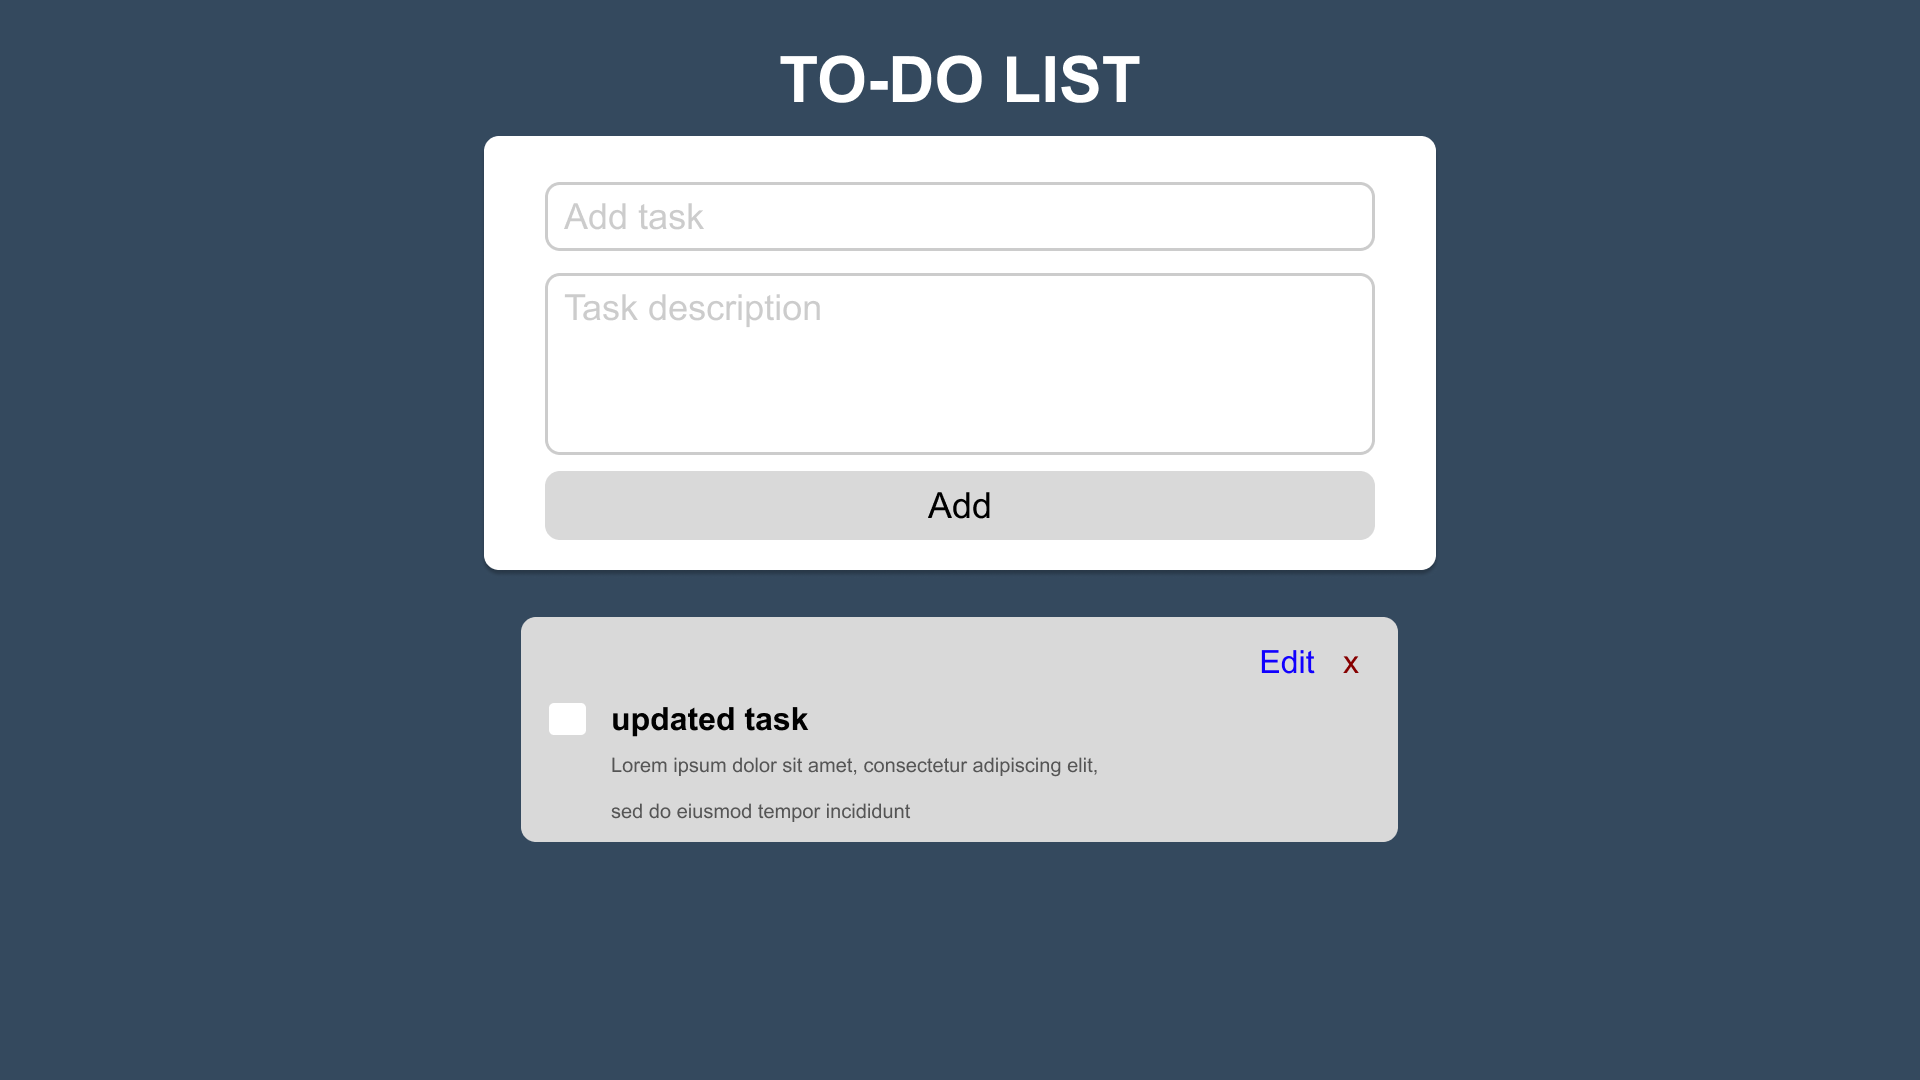 TO-DO LIST
Add task
Task description
Add
Edit x
updated task
Lorem ipsum dolor sit amet, consectetur adipiscing elit,
sed do eiusmod tempor incididunt